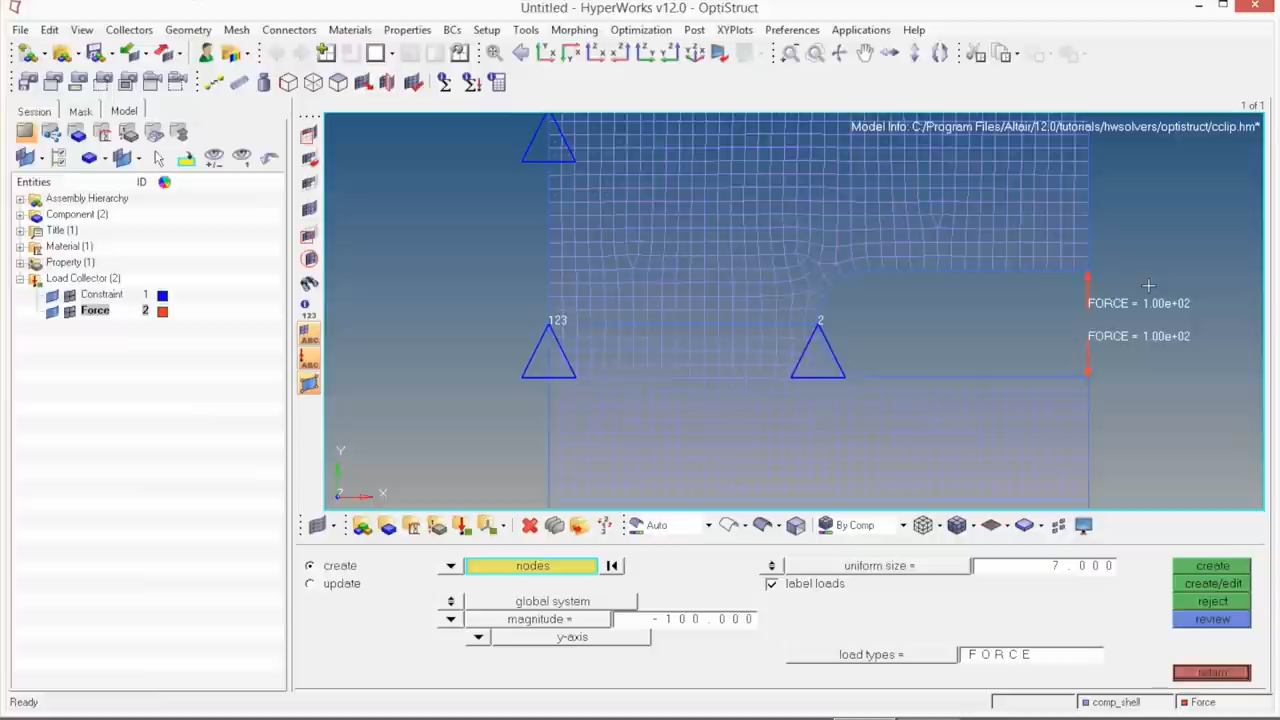 Untitled - HyperWorks v12.0 - OptiStruct
File Edit View Collectors Geometry Mesh Connectors Materials Properties BCs Setup Tools Morphing Optimization Post XYPlots Preferences Applications Help
1 of 1
Session Mask Model
Model Info: C:/Program Files/Altair/12.0/tutorials/hwsolvers/optistruct/cclip.hm*
Entities ID
Assembly Hierarchy
Component (2)
Title (1)
Material (1)
Property (1)
Load Collector (2)
Constraint 1
Force 2
123
ABC
ABC
123
2
FORCE = 1.00e+02
FORCE = 1.00e+02
Y
Z X
Auto By Comp
create nodes uniform size = 7.000 create
update label loads create/edit
global system reject
magnitude = -100.000 review
y-axis
load types = FORCE
return
Ready comp_shell Force